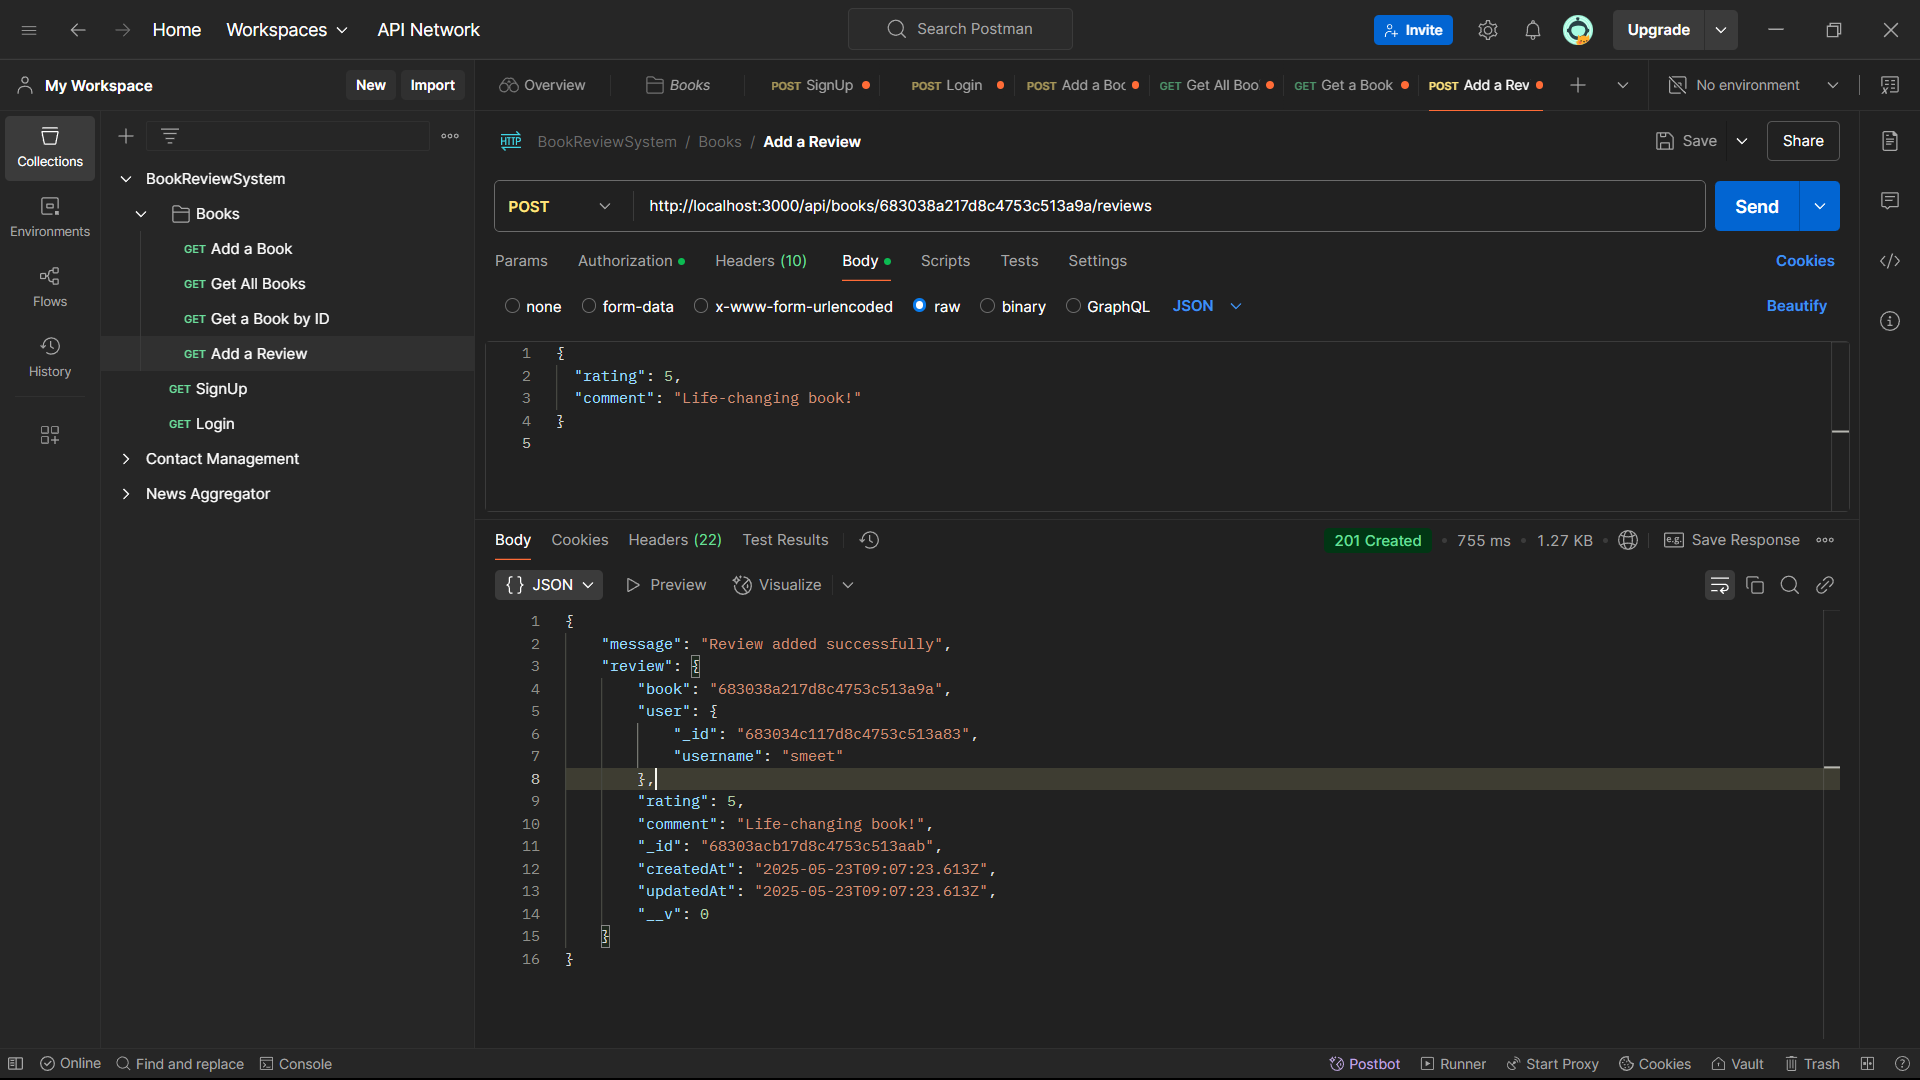 Home
Workspaces
API Network
Search Postman
Invite
Upgrade
My Workspace
New
Import
Overview
Books
POST SignUp
POST Login
POST Add a Boo
GET Get All Boo
GET Get a Book
POST Add a Rev
No environment
Collections
Environments
Flows
History
BookReviewSystem
Books
GET Add a Book
GET Get All Books
GET Get a Book by ID
GET Add a Review
GET SignUp
GET Login
Contact Management
News Aggregator
HTTP BookReviewSystem / Books / Add a Review
Save
Share
POST
http://localhost:3000/api/books/683038a217d8c4753c513a9a/reviews
Send
Params
Authorization
Headers (10)
Body
Scripts
Tests
Settings
Cookies
none
form-data
x-www-form-urlencoded
raw
binary
GraphQL
JSON
Beautify
1 {
2 "rating": 5,
3 "comment": "Life-changing book!"
4 }
5
Body
Cookies
Headers (22)
Test Results
201 Created
755 ms
1.27 KB
e.g. Save Response
{} JSON
Preview
Visualize
1 {
2 "message": "Review added successfully",
3 "review": {
4 "book": "683038a217d8c4753c513a9a",
5 "user": {
6 "_id": "683034c117d8c4753c513a83",
7 "username": "smeet"
8 },
9 "rating": 5,
10 "comment": "Life-changing book!",
11 "_id": "68303acb17d8c4753c513aab",
12 "createdAt": "2025-05-23T09:07:23.613Z",
13 "updatedAt": "2025-05-23T09:07:23.613Z",
14 "__v": 0
15 }
16 }
Online
Find and replace
Console
Postbot
Runner
Start Proxy
Cookies
Vault
Trash